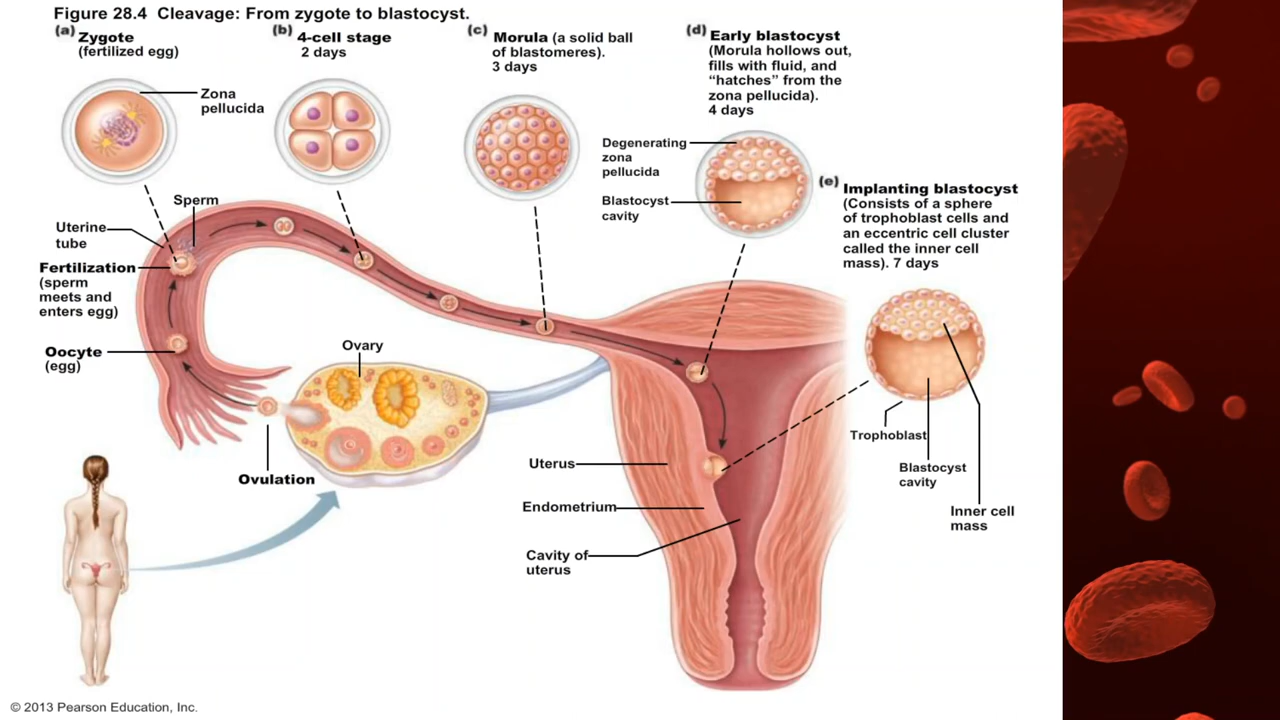 Figure 28.4 Cleavage: From zygote to blastocyst.
(a) Zygote
(fertilized egg)
Zona
pellucida
(b) 4-cell stage
2 days
(c) Morula (a solid ball
of blastomeres).
3 days
(d) Early blastocyst
(Morula hollows out,
fills with fluid, and
“hatches” from the
zona pellucida).
4 days
Degenerating
zona
pellucida
Blastocyst
cavity
(e) Implanting blastocyst
(Consists of a sphere
of trophoblast cells and
an eccentric cell cluster
called the inner cell
mass). 7 days
Sperm
Uterine
tube
Fertilization
(sperm
meets and
enters egg)
Oocyte
(egg)
Ovary
Ovulation
Uterus
Endometrium
Cavity of
uterus
Trophoblast
Blastocyst
cavity
Inner cell
mass
© 2013 Pearson Education, Inc.